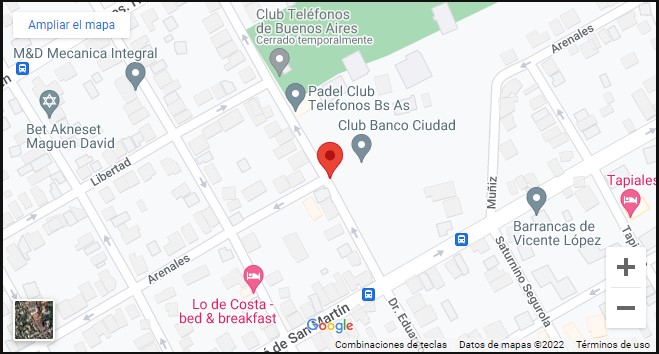 Ampliar el mapa
Club Teléfonos
de Buenos Aires
Cerrado temporalmente
M&D Mecanica Integral
Arenales
Padel Club
Telefonos Bs As
Club Banco Ciudad
Bet Akneset
Maguen David
Libertad
Muñiz
Tapiales
Barrancas de
Vicente López
Arenales
Saturnino Segurola
Lo de Costa -
bed & breakfast
de San Martín
Dr. Edua
Google
Combinaciones de teclas
Datos de mapas ©2022
Términos de uso